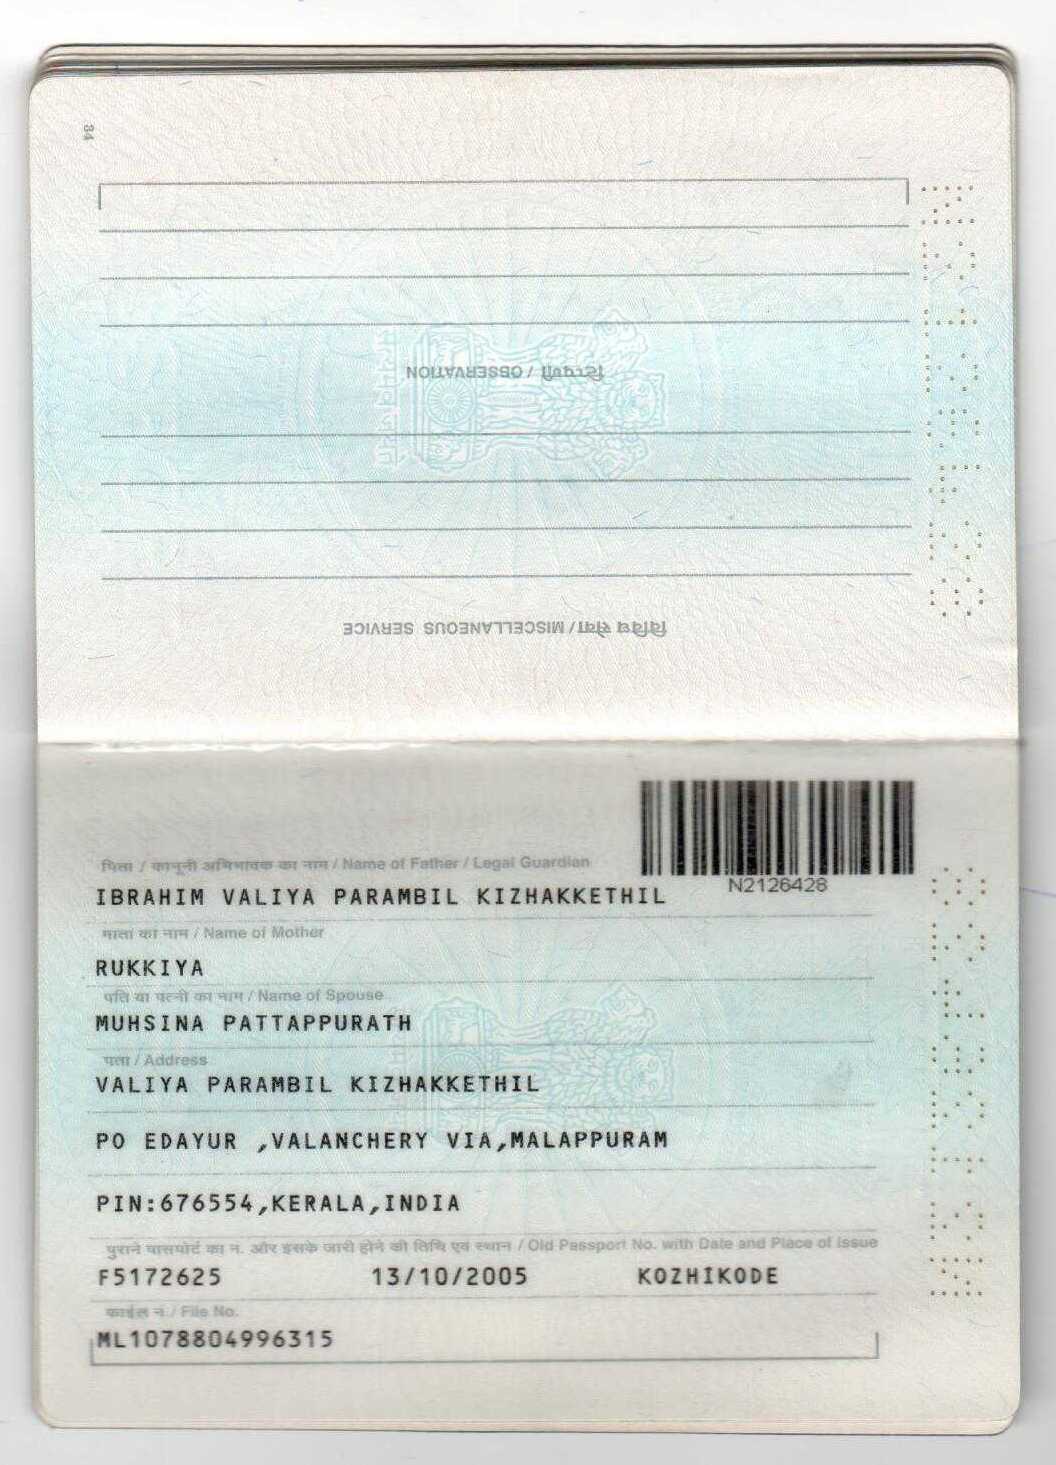 34
टिप्पणी / OBSERVATION
विविध सेवा / MISCELLANEOUS SERVICE
N2126428
पिता / कानूनी अभिभावक का नाम / Name of Father / Legal Guardian
IBRAHIM VALIYA PARAMBIL KIZHAKKETHIL
माता का नाम / Name of Mother
RUKKIYA
पति या पत्नी का नाम / Name of Spouse
MUHSINA PATTAPPURATH
पता / Address
VALIYA PARAMBIL KIZHAKKETHIL
PO EDAYUR ,VALANCHERY VIA,MALAPPURAM
PIN:676554,KERALA,INDIA
पुराने पासपोर्ट का न. और इसके जारी होने की तिथि एवं स्थान / Old Passport No. with Date and Place of Issue
F5172625 13/10/2005 KOZHIKODE
फाईल न. / File No.
ML1078804996315